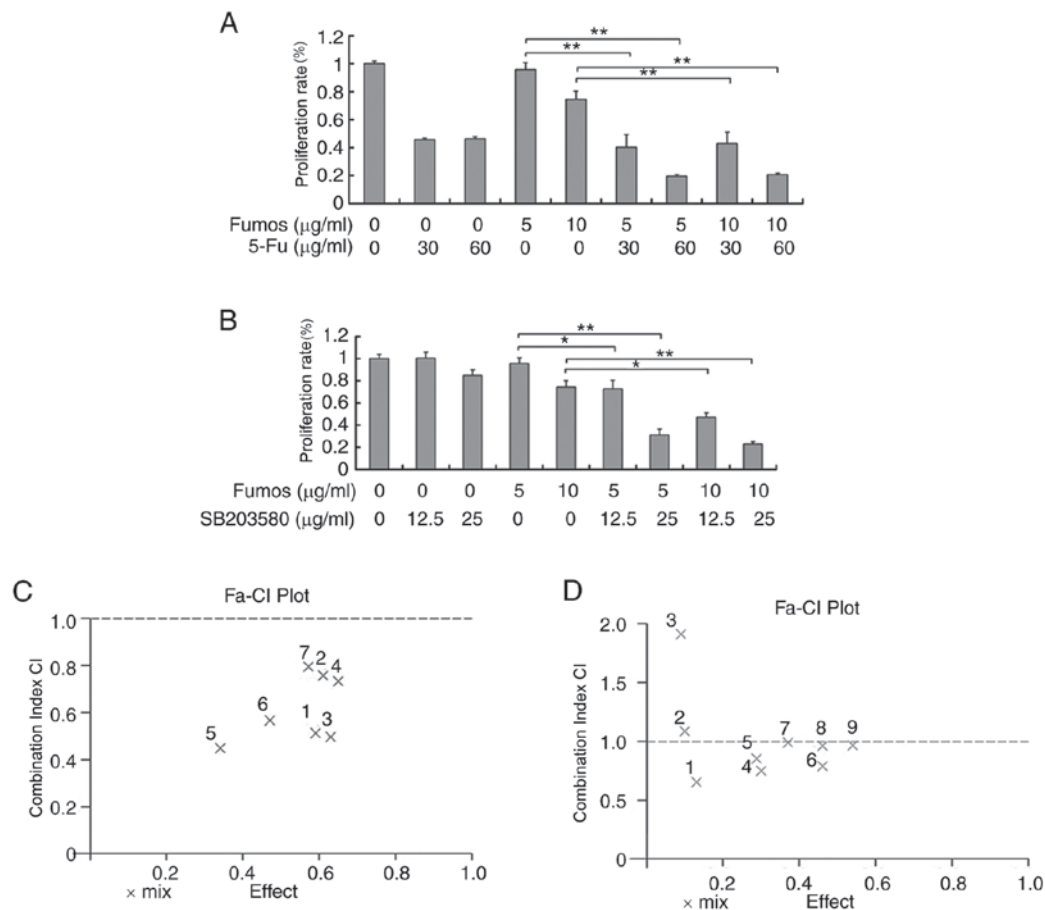 A
Proliferation rate (%)
1.2
1
0.8
0.6
0.4
0.2
0
**
**
**
**
Fumos (μg/ml) 0 0 0 5 10 5 5 10 10
5-Fu (μg/ml) 0 30 60 0 0 30 60 30 60
B
Proliferation rate (%)
1.2
1
0.8
0.6
0.4
0.2
0
**
*
**
*
Fumos (μg/ml) 0 0 0 5 10 5 5 10 10
SB203580 (μg/ml) 0 12.5 25 0 0 12.5 25 12.5 25
C
Fa-CI Plot
Combination Index CI
1.0
0.8
0.6
0.4
0.2
0
7 2 4
6 1 3
5
0.2 0.4 0.6 0.8 1.0
× mix Effect
D
Fa-CI Plot
Combination Index CI
2.0
1.5
1.0
0.5
0
3
2 7 8 9
5
1 4 6
0.2 0.4 0.6 0.8 1.0
× mix Effect